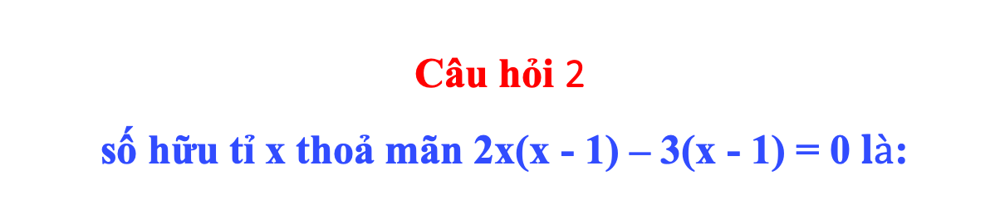 Câu hỏi 2
số hữu tỉ x thoả mãn 2x(x - 1) – 3(x - 1) = 0 là: